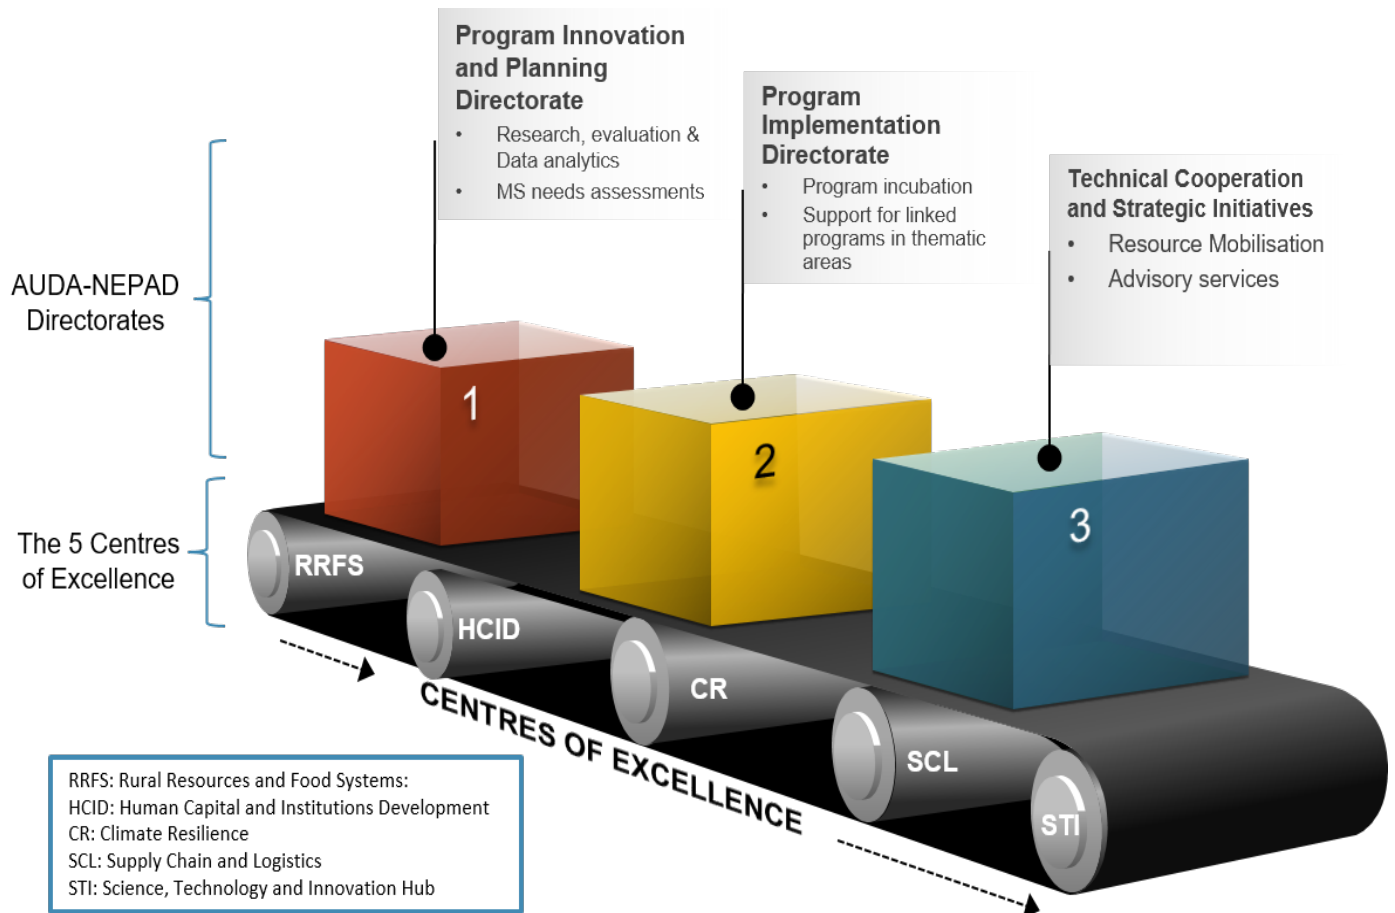 Program Innovation
and Planning
Directorate
• Research, evaluation &
Data analytics
• MS needs assessments
Program
Implementation
Directorate
• Program incubation
• Support for linked
programs in thematic
areas
Technical Cooperation
and Strategic Initiatives
• Resource Mobilisation
• Advisory services
AUDA-NEPAD
Directorates
1
2
3
The 5 Centres
of Excellence
RRFS
HCID
CR
SCL
STI
CENTRES OF EXCELLENCE
RRFS: Rural Resources and Food Systems:
HCID: Human Capital and Institutions Development
CR: Climate Resilience
SCL: Supply Chain and Logistics
STI: Science, Technology and Innovation Hub